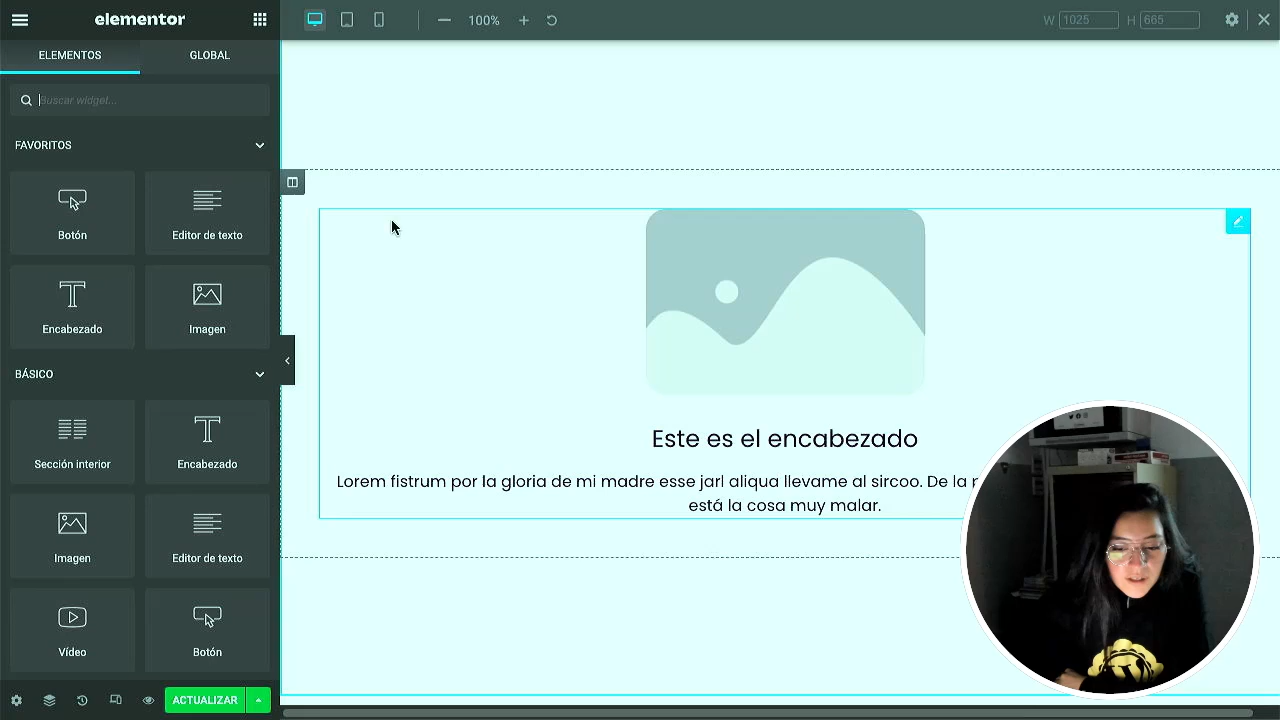 elementor
100%
W 1025 H 665
ELEMENTOS GLOBAL
Buscar widget...
FAVORITOS
Botón Editor de texto
Encabezado Imagen
BÁSICO
Sección interior Encabezado
Imagen Editor de texto
Vídeo Botón
ACTUALIZAR
Este es el encabezado
Lorem fistrum por la gloria de mi madre esse jarl aliqua llevame al sircoo. De la
está la cosa muy malar.